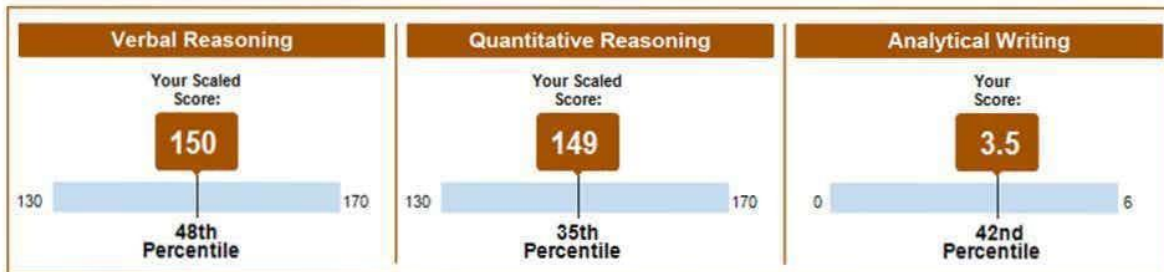 Verbal Reasoning
Your Scaled
Score:
150
130
170
48th
Percentile
Quantitative Reasoning
Your Scaled
Score:
149
130
170
35th
Percentile
Analytical Writing
Your
Score:
3.5
0
6
42nd
Percentile